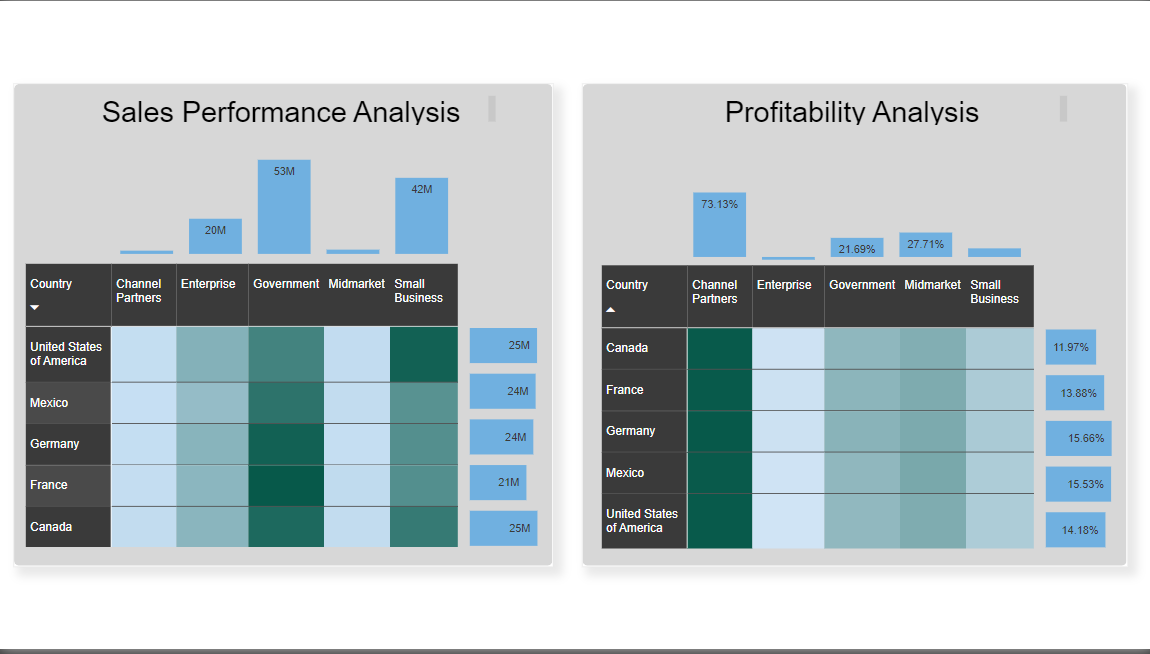 Sales Performance Analysis
53M
42M
20M
Country
Channel
Partners
Enterprise
Government
Midmarket
Small
Business
United States
of America
25M
Mexico
24M
Germany
24M
France
21M
Canada
25M
Profitability Analysis
73.13%
21.69%
27.71%
Country
Channel
Partners
Enterprise
Government
Midmarket
Small
Business
Canada
11.97%
France
13.88%
Germany
15.66%
Mexico
15.53%
United States
of America
14.18%